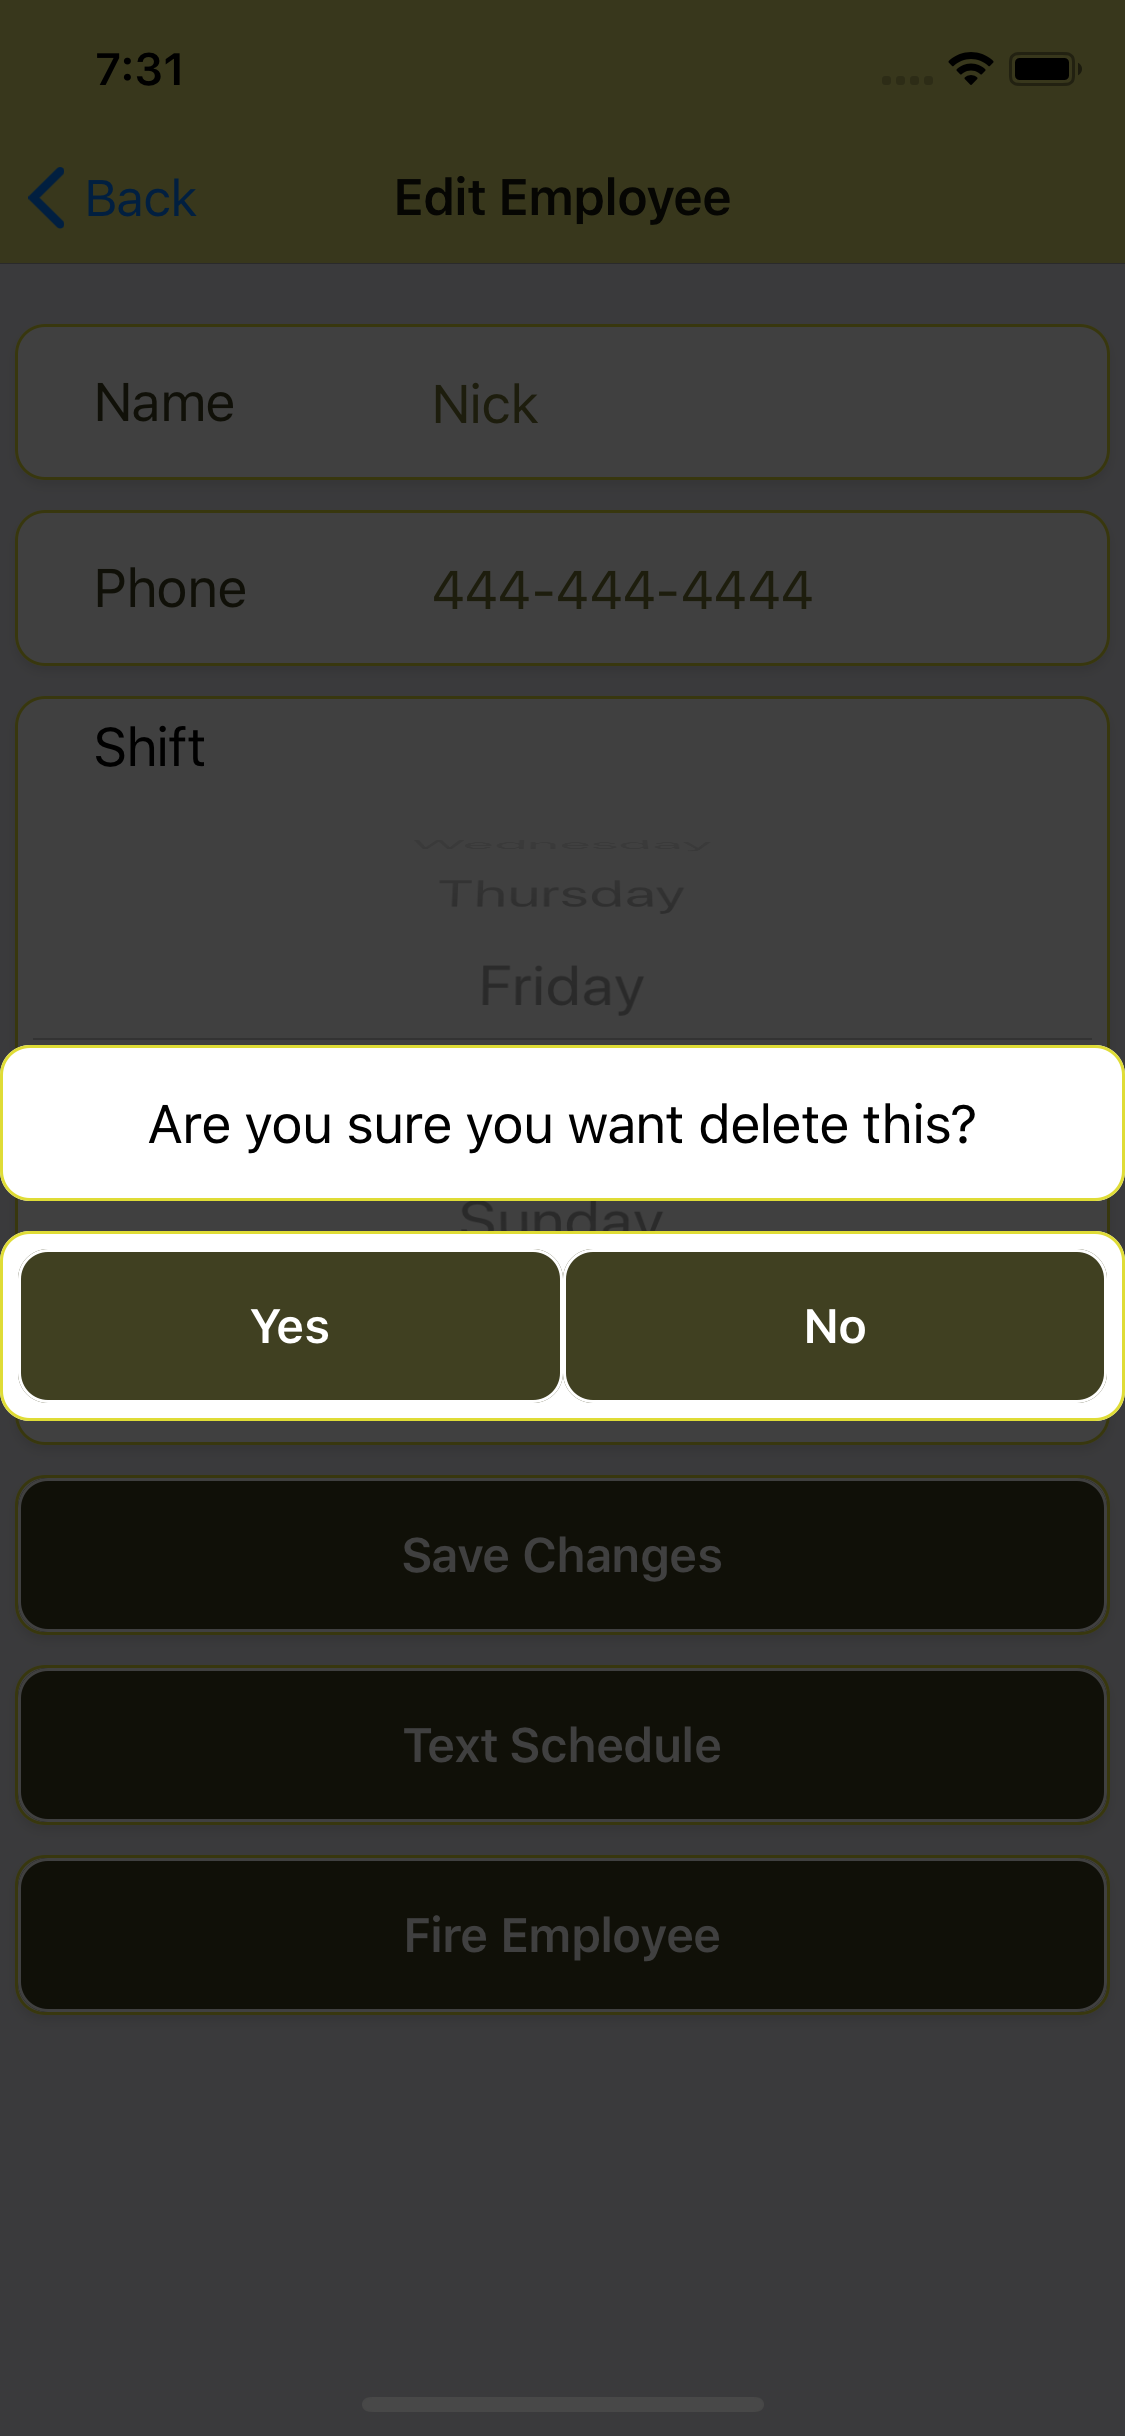 7:31
Back
Edit Employee
Name Nick
Phone 444-444-4444
Shift
Wednesday
Thursday
Friday
Are you sure you want delete this?
Sunday
Yes No
Save Changes
Text Schedule
Fire Employee